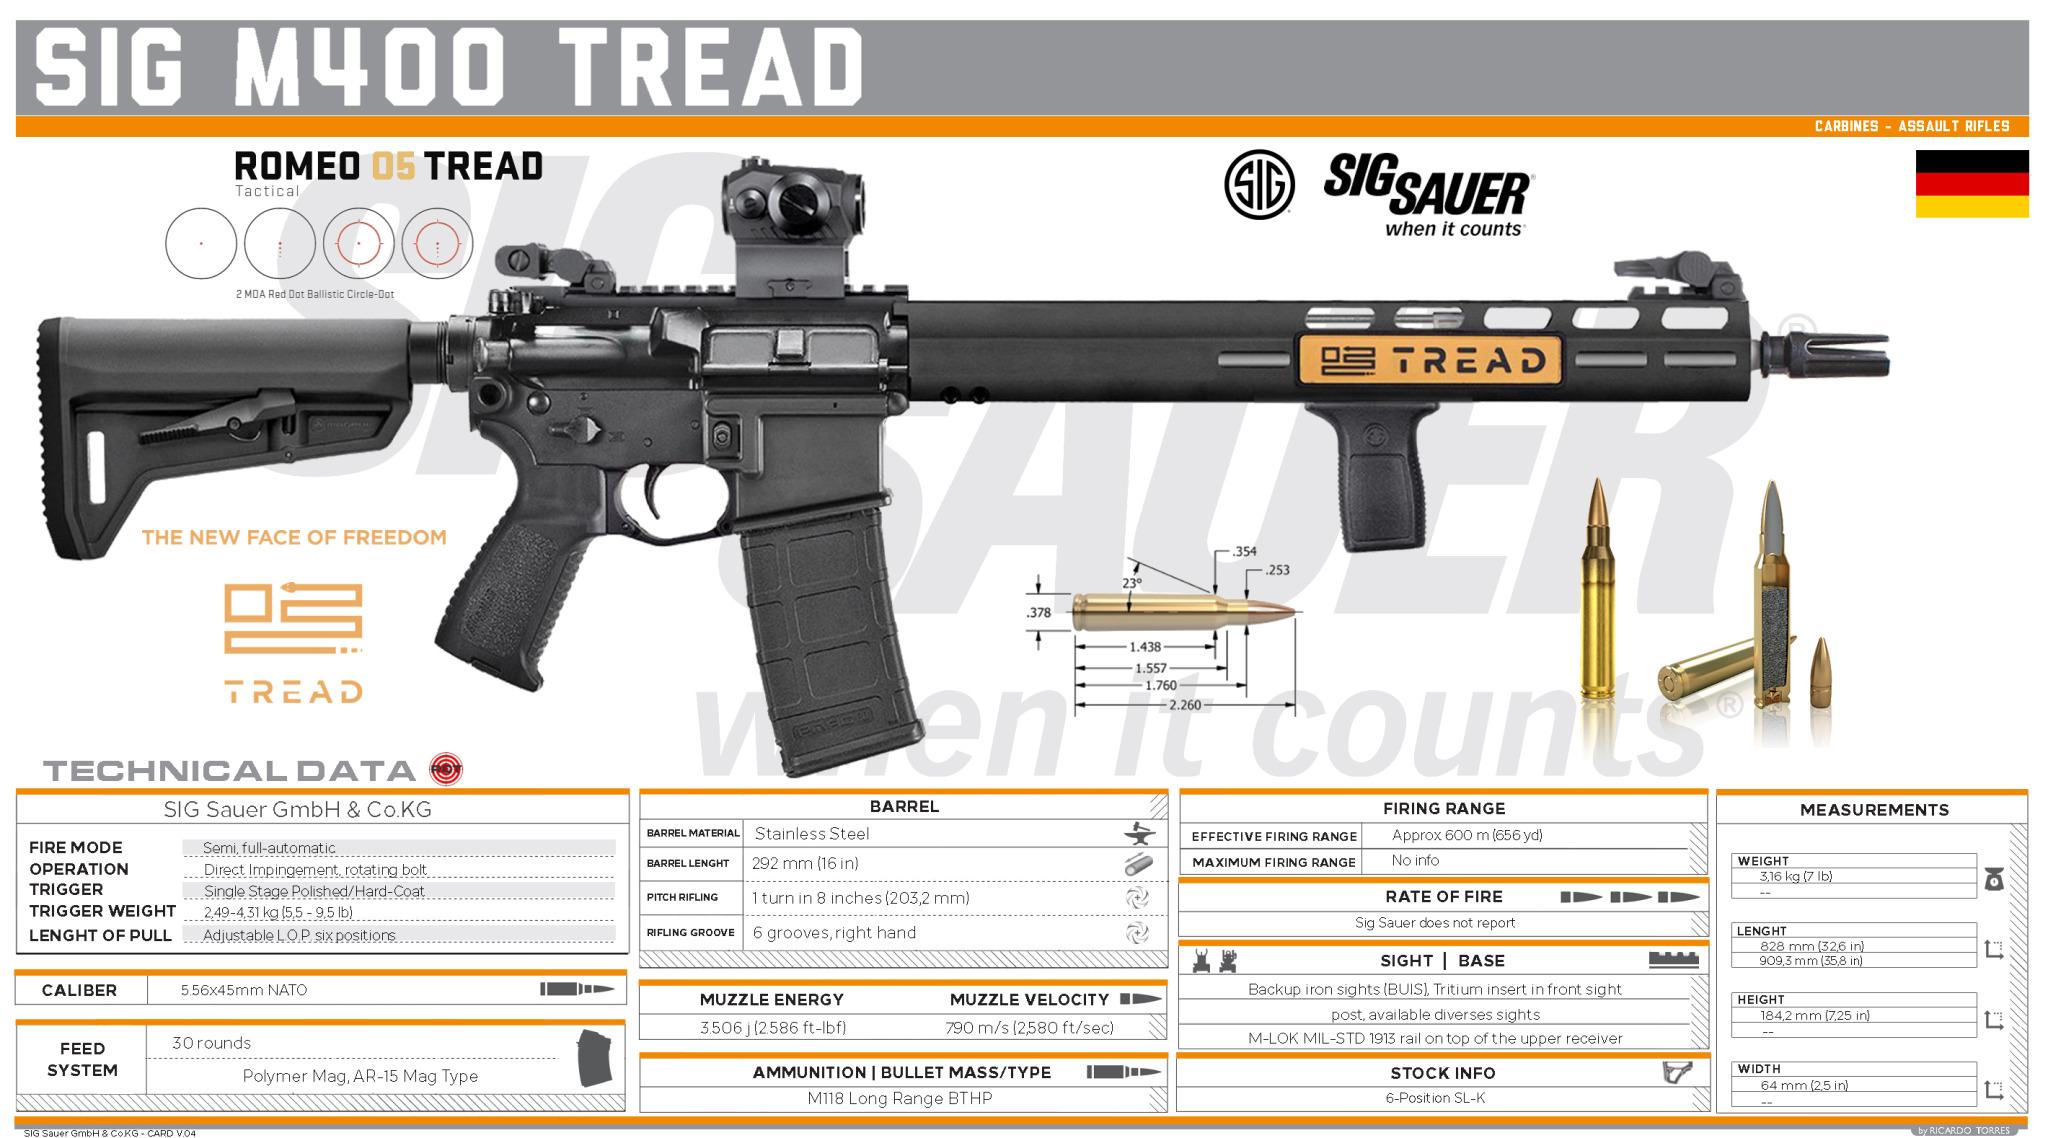 SIG M400 TREAD
CARBINES - ASSAULT RIFLES
ROMEO 05 TREAD
Tactical
2 MOA Red Dot Ballistic Circle-Dot
SIG
SIG SAUER
when it counts
SIG SAUER
when it counts
TREAD
THE NEW FACE OF FREEDOM
TREAD
.354
.253
23°
.378
1.438
1.557
1.760
2.260
TECHNICAL DATA
SIG Sauer GmbH & Co.KG
FIRE MODE Semi, full-automatic
OPERATION Direct Impingement, rotating bolt
TRIGGER Single Stage Polished/Hard-Coat
TRIGGER WEIGHT 2,49-4,31 kg (5,5 - 9,5 lb)
LENGHT OF PULL Adjustable L.O.P. six positions
CALIBER 5.56x45mm NATO
FEED SYSTEM
30 rounds
Polymer Mag, AR-15 Mag Type
BARREL
BARREL MATERIAL Stainless Steel
BARREL LENGHT 292 mm (16 in)
PITCH RIFLING 1 turn in 8 inches (203,2 mm)
RIFLING GROOVE 6 grooves, right hand
MUZZLE ENERGY MUZZLE VELOCITY
3.506 j (2.586 ft-lbf) 790 m/s (2,580 ft/sec)
AMMUNITION | BULLET MASS/TYPE
M118 Long Range BTHP
FIRING RANGE
EFFECTIVE FIRING RANGE Approx 600 m (656 yd)
MAXIMUM FIRING RANGE No info
RATE OF FIRE
Sig Sauer does not report
SIGHT | BASE
Backup iron sights (BUIS), Tritium insert in front sight
post, available diverses sights
M-LOK MIL-STD 1913 rail on top of the upper receiver
STOCK INFO
6-Position SL-K
MEASUREMENTS
WEIGHT
3,16 kg (7 lb)
--
LENGHT
828 mm (32,6 in)
909,3 mm (35,8 in)
HEIGHT
184,2 mm (7,25 in)
--
WIDTH
64 mm (2,5 in)
--
SIG Sauer GmbH & Co.KG - CARD V.04
by RICARDO TORRES